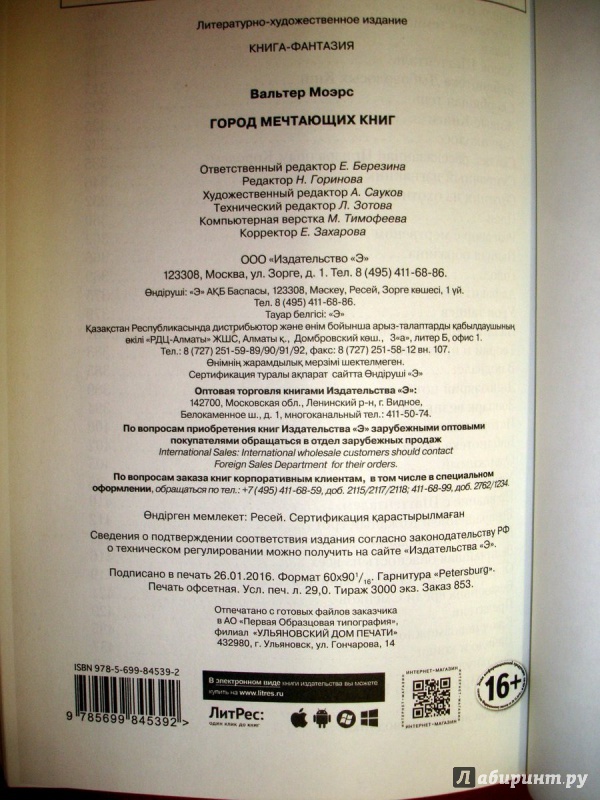 Литературно-художественное издание
КНИГА-ФАНТАЗИЯ
Вальтер Моэрс
ГОРОД МЕЧТАЮЩИХ КНИГ
Ответственный редактор Е. Березина
Редактор Н. Горинова
Художественный редактор А. Сауков
Технический редактор Л. Зотова
Компьютерная верстка М. Тимофеева
Корректор Е. Захарова
ООО «Издательство «Э»
123308, Москва, ул. Зорге, д. 1. Тел. 8 (495) 411-68-86.
Өндіруші: «Э» АҚБ Баспасы, 123308, Мәскеу, Ресей, Зорге көшесі, 1 үй.
Тел. 8 (495) 411-68-86.
Тауар белгісі: «Э»
Қазақстан Республикасында дистрибьютор және өнім бойынша арыз-талаптарды қабылдаушының
өкілі «РДЦ-Алматы» ЖШС, Алматы қ., Домбровский көш., 3«а», литер Б, офис 1.
Тел.: 8 (727) 251-59-89/90/91/92, факс: 8 (727) 251-58-12 вн. 107.
Өнімнің жарамдылық мерзімі шектелмеген.
Сертификация туралы ақпарат сайтта Өндіруші «Э»
Оптовая торговля книгами Издательства «Э»:
142700, Московская обл., Ленинский р-н, г. Видное,
Белокаменное ш., д. 1, многоканальный тел.: 411-50-74.
По вопросам приобретения книг Издательства «Э» зарубежными оптовыми
покупателями обращаться в отдел зарубежных продаж
International Sales: International wholesale customers should contact
Foreign Sales Department for their orders.
По вопросам заказа книг корпоративным клиентам, в том числе в специальном
оформлении, обращаться по тел.: +7 (495) 411-68-59, доб. 2115/2117/2118; 411-68-99, доб. 2762/1234.
Өндірген мемлекет: Ресей. Сертификация қарастырылмаған
Сведения о подтверждении соответствия издания согласно законодательству РФ
о техническом регулировании можно получить на сайте «Издательства «Э».
Подписано в печать 26.01.2016. Формат 60x90 1/16. Гарнитура «Petersburg».
Печать офсетная. Усл. печ. л. 29,0. Тираж 3000 экз. Заказ 853.
Отпечатано с готовых файлов заказчика
в АО «Первая Образцовая типография»,
филиал «УЛЬЯНОВСКИЙ ДОМ ПЕЧАТИ»
432980, г. Ульяновск, ул. Гончарова, 14
ISBN 978-5-699-84539-2
9 785699 845392 >
В электронном виде книги издательства вы можете
купить на www.litres.ru
ЛитРес:
один клик до книг
ИНТЕРНЕТ-МАГАЗИН
ИНТЕРНЕТ-МАГАЗИН
16+
Лабиринт.ру